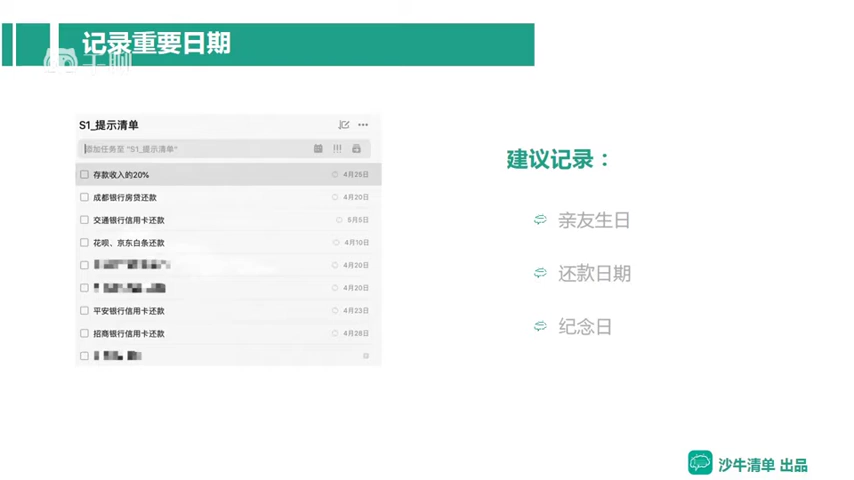 记录重要日期
千聊
S1_提示清单
添加任务至 "S1_提示清单"
存款收入的20% 4月25日
成都银行房贷还款 4月20日
交通银行信用卡还款 5月5日
花呗、京东白条还款 4月10日
4月20日
4月20日
平安银行信用卡还款 4月23日
招商银行信用卡还款 4月28日
建议记录：
亲友生日
还款日期
纪念日
沙牛清单 出品